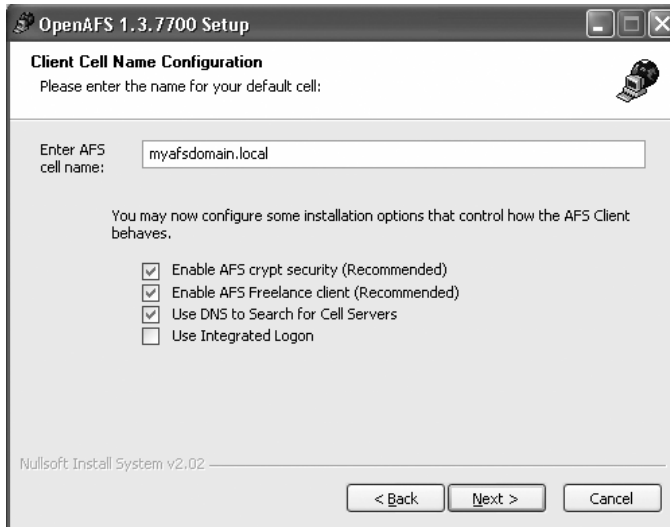 OpenAFS 1.3.7700 Setup
Client Cell Name Configuration
Please enter the name for your default cell:
Enter AFS
cell name:
myafsdomain.local
You may now configure some installation options that control how the AFS Client
behaves.
Enable AFS crypt security (Recommended)
Enable AFS Freelance client (Recommended)
Use DNS to Search for Cell Servers
Use Integrated Logon
Nullsoft Install System v2.02
< Back
Next >
Cancel